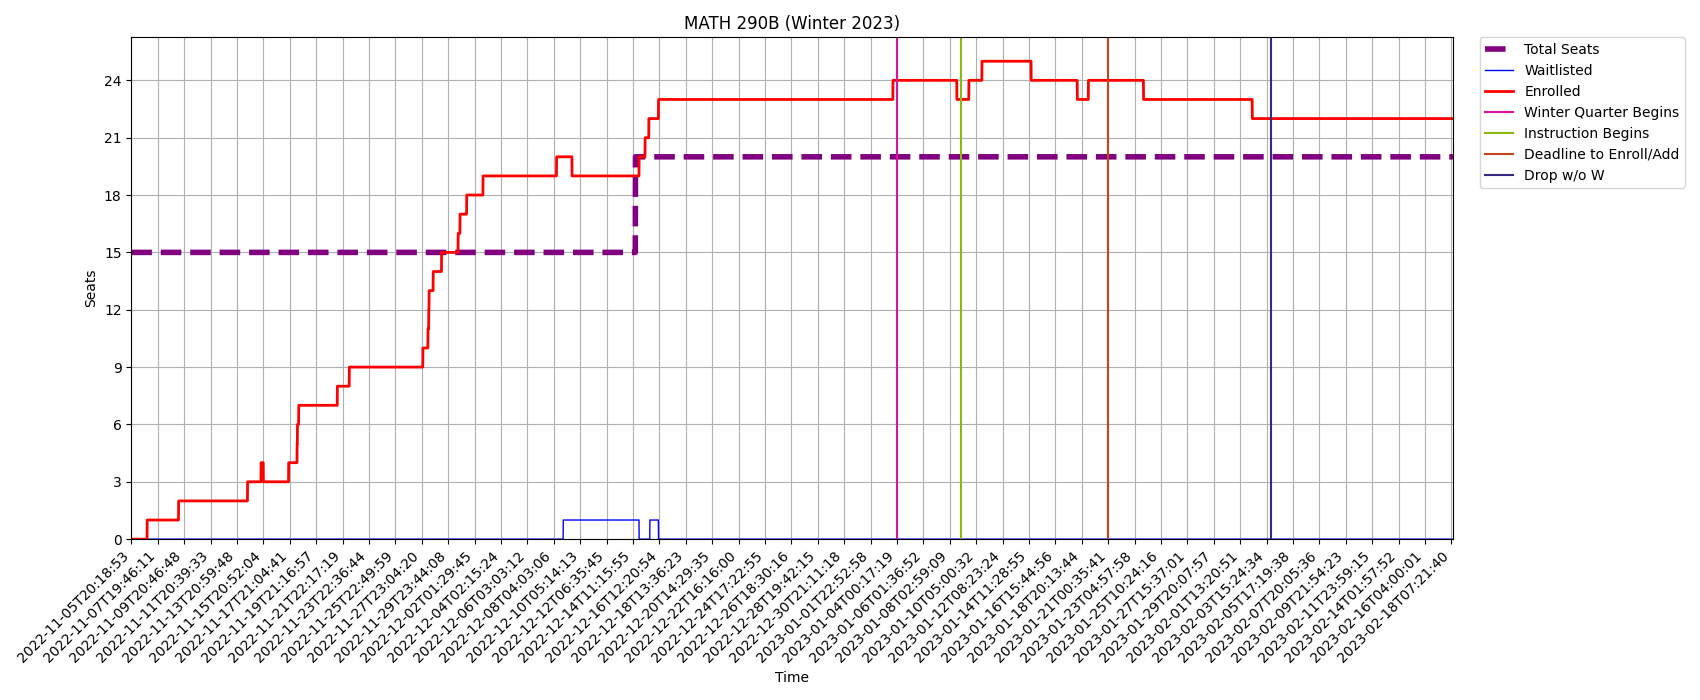 MATH 290B (Winter 2023)
Total Seats
Waitlisted
Enrolled
Winter Quarter Begins
Instruction Begins
Deadline to Enroll/Add
Drop w/o W
Seats
24
21
18
15
12
9
6
3
0
2022-11-05T20:18:53
2022-11-07T19:46:11
2022-11-09T20:46:48
2022-11-11T20:39:33
2022-11-13T20:59:48
2022-11-15T20:52:04
2022-11-17T21:04:41
2022-11-19T21:16:57
2022-11-21T22:17:19
2022-11-23T22:36:44
2022-11-25T22:49:59
2022-11-27T23:04:20
2022-11-29T23:44:08
2022-12-02T01:29:45
2022-12-04T02:15:24
2022-12-06T03:03:12
2022-12-08T04:03:06
2022-12-10T05:14:13
2022-12-12T06:35:45
2022-12-14T11:15:55
2022-12-16T12:20:54
2022-12-18T13:36:23
2022-12-20T14:29:35
2022-12-22T16:16:00
2022-12-24T17:22:55
2022-12-26T18:30:16
2022-12-28T19:42:15
2022-12-30T21:11:18
2023-01-01T22:52:58
2023-01-04T00:17:19
2023-01-06T01:36:52
2023-01-08T02:59:09
2023-01-10T05:00:32
2023-01-12T08:23:24
2023-01-14T11:28:55
2023-01-16T15:44:56
2023-01-18T20:13:44
2023-01-21T00:35:41
2023-01-23T04:57:58
2023-01-25T10:24:16
2023-01-27T15:37:01
2023-01-29T20:07:57
2023-02-01T13:20:51
2023-02-03T15:24:34
2023-02-05T17:19:38
2023-02-07T20:05:36
2023-02-09T21:54:23
2023-02-11T23:59:15
2023-02-14T01:57:52
2023-02-16T04:00:01
2023-02-18T07:21:40
Time